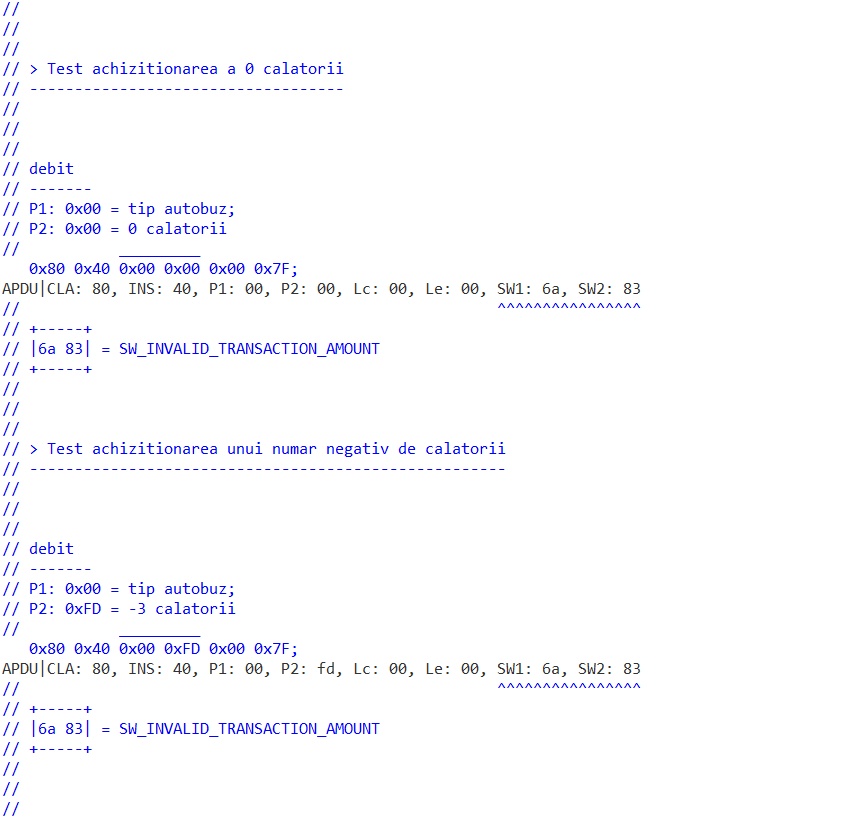 //
//
//
// > Test achizitionarea a 0 calatorii
// -----------------------------------
//
//
//
// debit
// -------
// P1: 0x00 = tip autobuz;
// P2: 0x00 = 0 calatorii
//           _________
   0x80 0x40 0x00 0x00 0x00 0x7F;
APDU|CLA: 80, INS: 40, P1: 00, P2: 00, Lc: 00, Le: 00, SW1: 6a, SW2: 83
//                                                     ^^^^^^^^^^^^^^^^
// +-----+
// |6a 83| = SW_INVALID_TRANSACTION_AMOUNT
// +-----+
//
//
//
// > Test achizitionarea unui numar negativ de calatorii
// -----------------------------------------------------
//
//
//
// debit
// -------
// P1: 0x00 = tip autobuz;
// P2: 0xFD = -3 calatorii
//           _________
   0x80 0x40 0x00 0xFD 0x00 0x7F;
APDU|CLA: 80, INS: 40, P1: 00, P2: fd, Lc: 00, Le: 00, SW1: 6a, SW2: 83
//                                                     ^^^^^^^^^^^^^^^^
// +-----+
// |6a 83| = SW_INVALID_TRANSACTION_AMOUNT
// +-----+
//
//
//